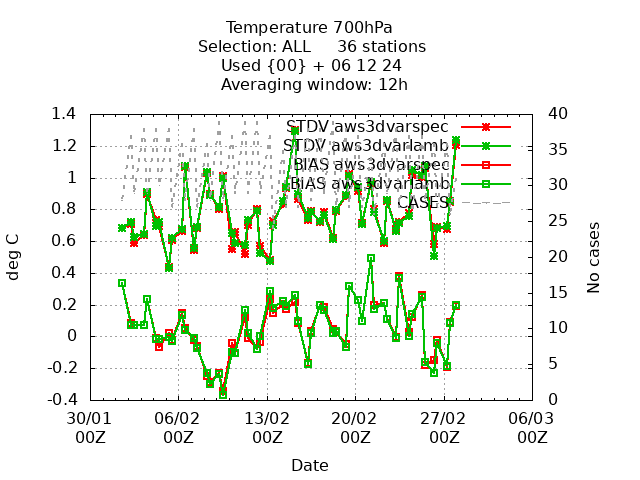 Temperature 700hPa
Selection: ALL 36 stations
Used {00} + 06 12 24
Averaging window: 12h
STDV aws3dvarspec
STDV aws3dvarlamb
BIAS aws3dvarspec
BIAS aws3dvarlamb
CASES
deg C
1.4
1.2
1
0.8
0.6
0.4
0.2
0
-0.2
-0.4
No cases
40
35
30
25
20
15
10
5
0
30/01 06/02 13/02 20/02 27/02 06/03
00Z 00Z 00Z 00Z 00Z 00Z
Date